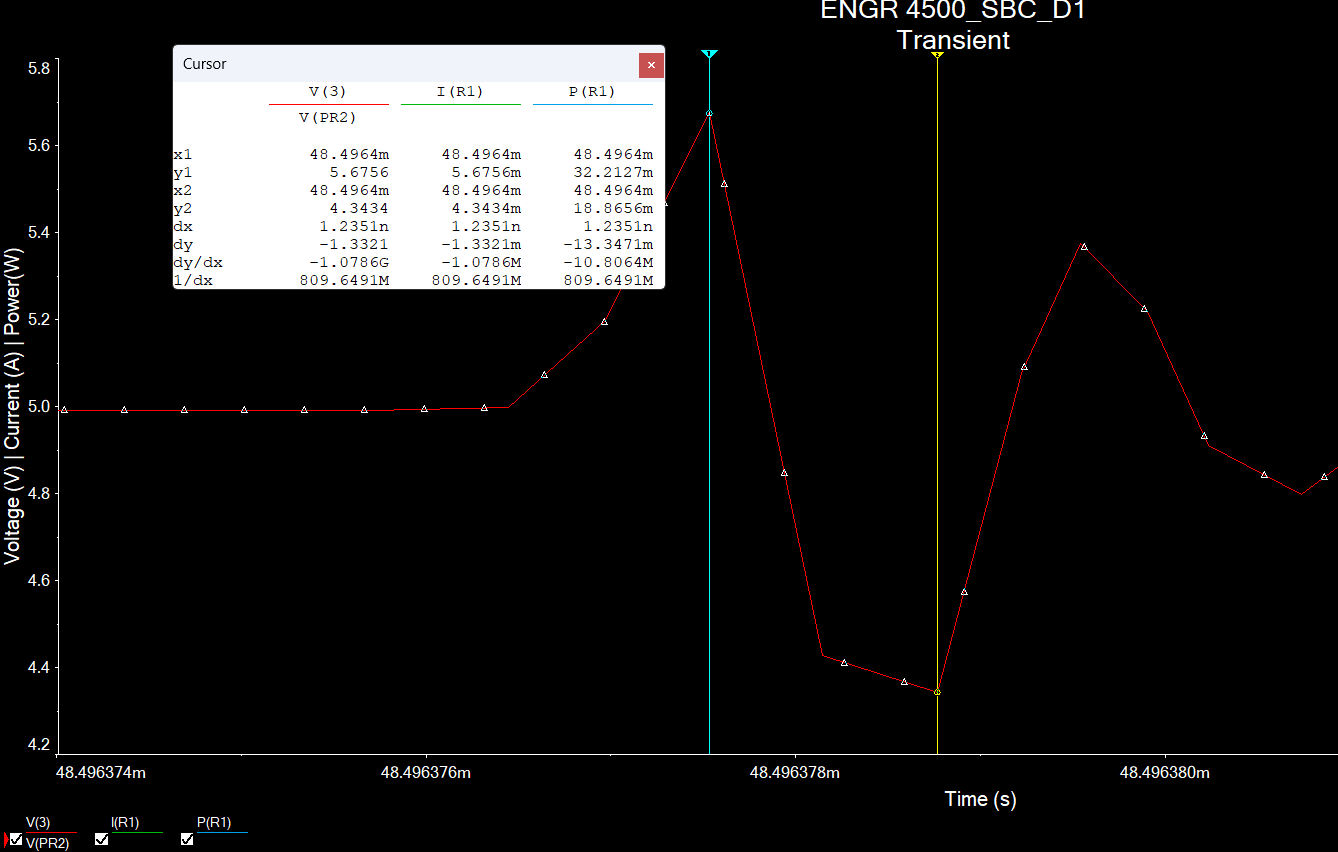 ENGR 4500_SBC_D1
Transient
Cursor
V(3) I(R1) P(R1)
V(PR2)
x1 48.4964m 48.4964m 48.4964m
y1 5.6756 5.6756m 32.2127m
x2 48.4964m 48.4964m 48.4964m
y2 4.3434 4.3434m 18.8656m
dx 1.2351n 1.2351n 1.2351n
dy -1.3321 -1.3321m -13.3471m
dy/dx -1.0786G -1.0786M -10.8064M
1/dx 809.6491M 809.6491M 809.6491M
1 2
5.8
5.6
5.4
5.2
5.0
4.8
4.6
4.4
4.2
Voltage (V) | Current (A) | Power(W)
48.496374m 48.496376m 48.496378m 48.496380m
Time (s)
V(3) I(R1) P(R1)
V(PR2)